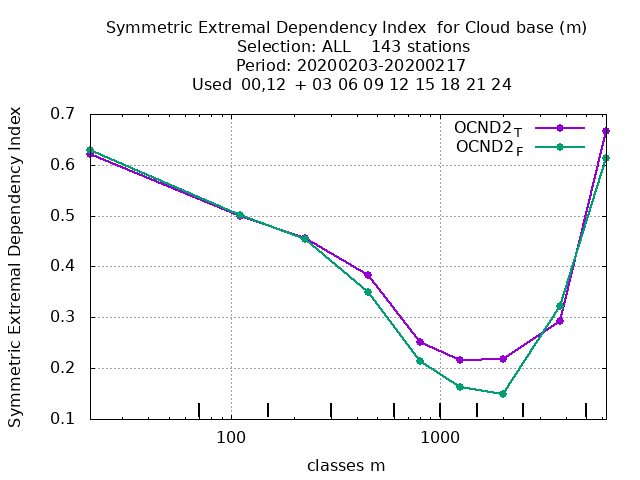 Symmetric Extremal Dependency Index  for Cloud base (m)
Selection: ALL    143 stations
Period: 20200203-20200217
Used  00,12  + 03 06 09 12 15 18 21 24
Symmetric Extremal Dependency Index
0.7
0.6
0.5
0.4
0.3
0.2
0.1
OCND2T
OCND2F
100
1000
classes m